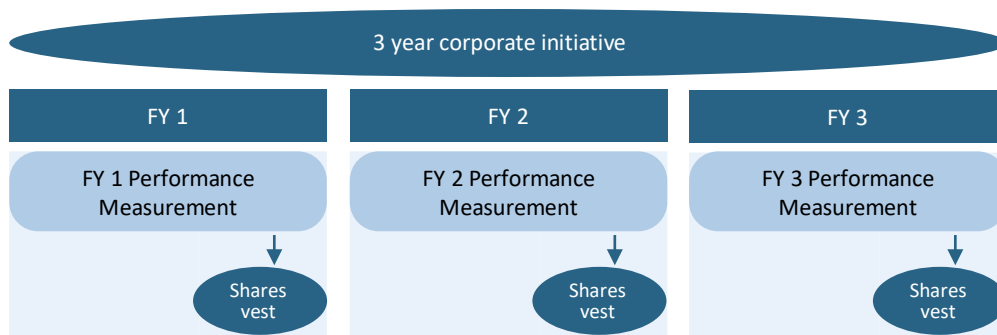 3 year corporate initiative
FY 1
FY 2
FY 3
FY 1 Performance
Measurement
FY 2 Performance
Measurement
FY 3 Performance
Measurement
Shares
vest
Shares
vest
Shares
vest